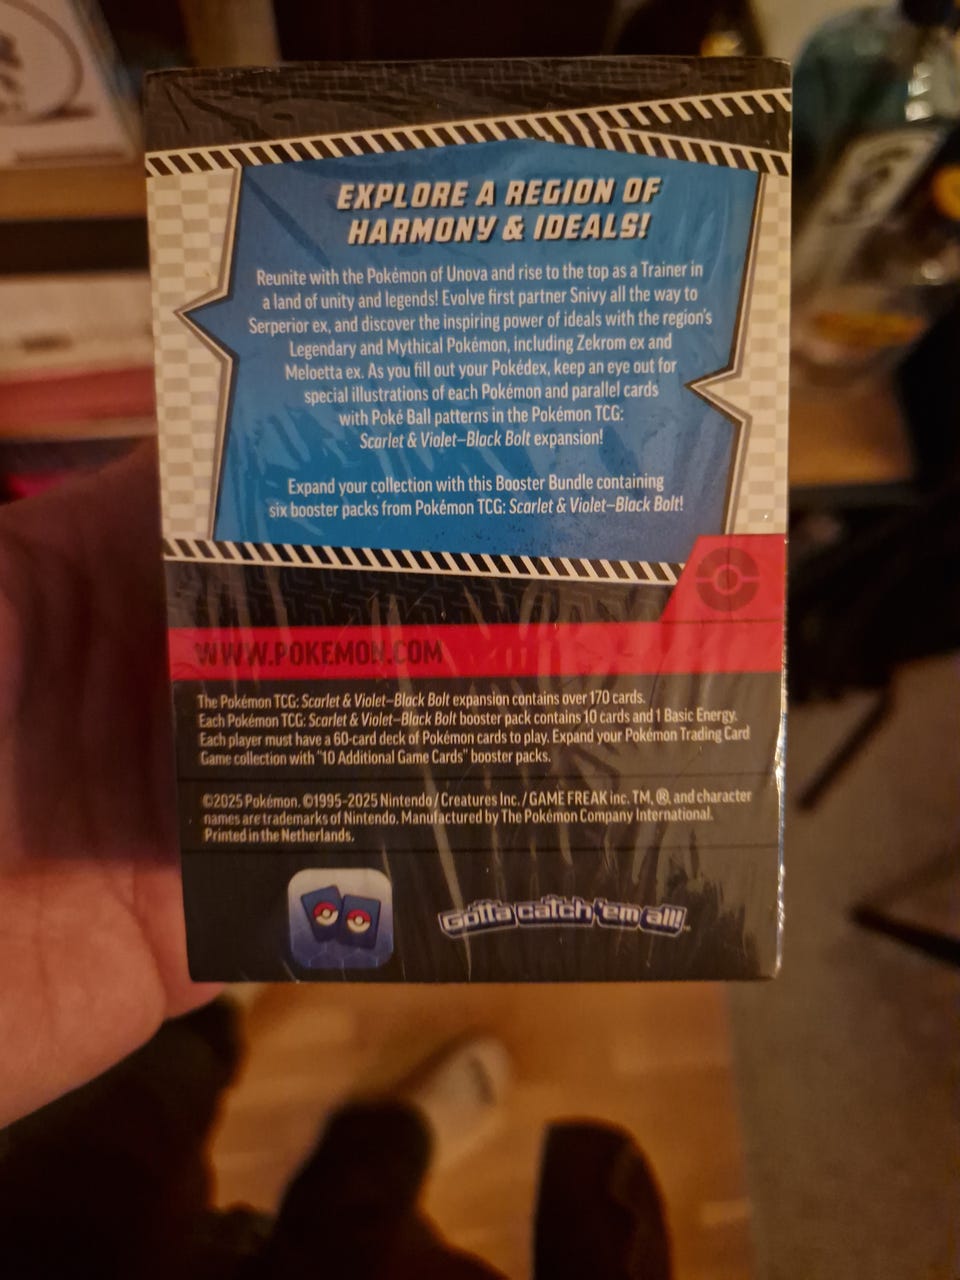 EXPLORE A REGION OF
HARMONY & IDEALS!
Reunite with the Pokémon of Unova and rise to the top as a Trainer in
a land of unity and legends! Evolve first partner Snivy all the way to
Serperior ex, and discover the inspiring power of ideals with the region's
Legendary and Mythical Pokémon, including Zekrom ex and
Meloetta ex. As you fill out your Pokédex, keep an eye out for
special illustrations of each Pokémon and parallel cards
with Poké Ball patterns in the Pokémon TCG:
Scarlet & Violet–Black Bolt expansion!
Expand your collection with this Booster Bundle containing
six booster packs from Pokémon TCG: Scarlet & Violet–Black Bolt!
WWW.POKEMON.COM
The Pokémon TCG: Scarlet & Violet–Black Bolt expansion contains over 170 cards.
Each Pokémon TCG: Scarlet & Violet–Black Bolt booster pack contains 10 cards and 1 Basic Energy.
Each player must have a 60-card deck of Pokémon cards to play. Expand your Pokémon Trading Card
Game collection with "10 Additional Game Cards" booster packs.
©2025 Pokémon. ©1995–2025 Nintendo / Creatures Inc. / GAME FREAK inc. TM, ®, and character
names are trademarks of Nintendo. Manufactured by The Pokémon Company International.
Printed in the Netherlands.
Gotta catch 'em all!™